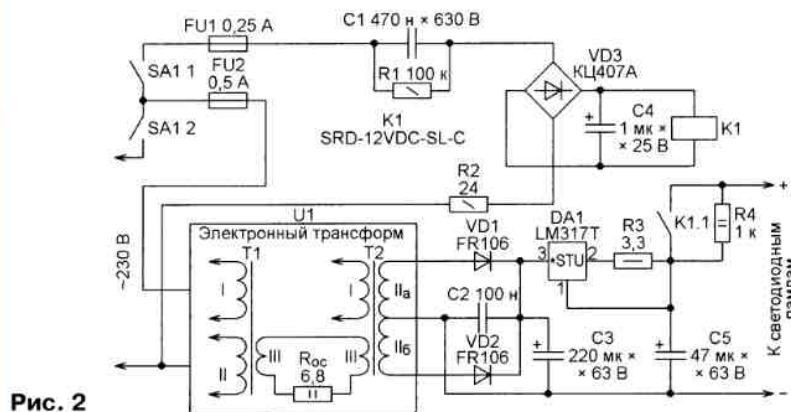 FU1 0,25 А
C1 470 н × 630 В
FU2
0,5 А
R1 100 к
VD3
КЦ407А
SA1 1
SA1 2
K1
SRD-12VDC-SL-C
C4
1 мк ×
× 25 В
K1
R2
24
~230 В
U1
Электронный трансформ
T1
T2
I
I
II
III
III
IIа
IIб
Rос
6,8
VD1
FR106
C2 100 н
VD2
FR106
DA1
LM317T
3
*STU
2
1
R3
3,3
K1.1
R4
1 к
C3
220 мк ×
× 63 В
C5
47 мк ×
× 63 В
+
К светодиодным
лампам
−
Рис. 2